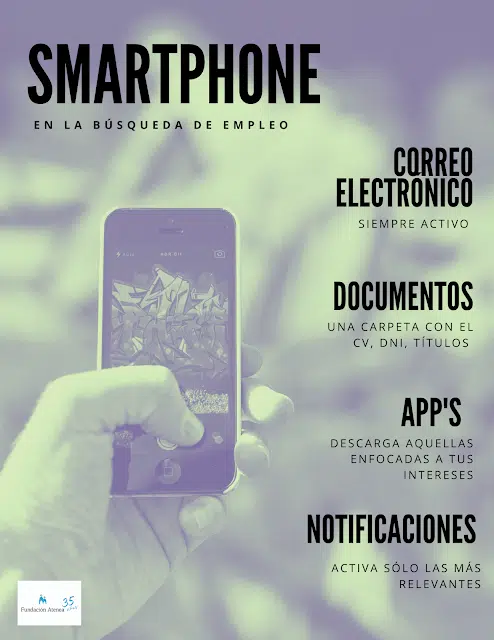 SMARTPHONE
EN LA BÚSQUEDA DE EMPLEO
CORREO
ELECTRÓNICO
SIEMPRE ACTIVO
DOCUMENTOS
UNA CARPETA CON EL
CV, DNI, TÍTULOS
APP'S
DESCARGA AQUELLAS
ENFOCADAS A TUS
INTERESES
NOTIFICACIONES
ACTIVA SÓLO LAS MÁS
RELEVANTES
Fundación Atenea 35